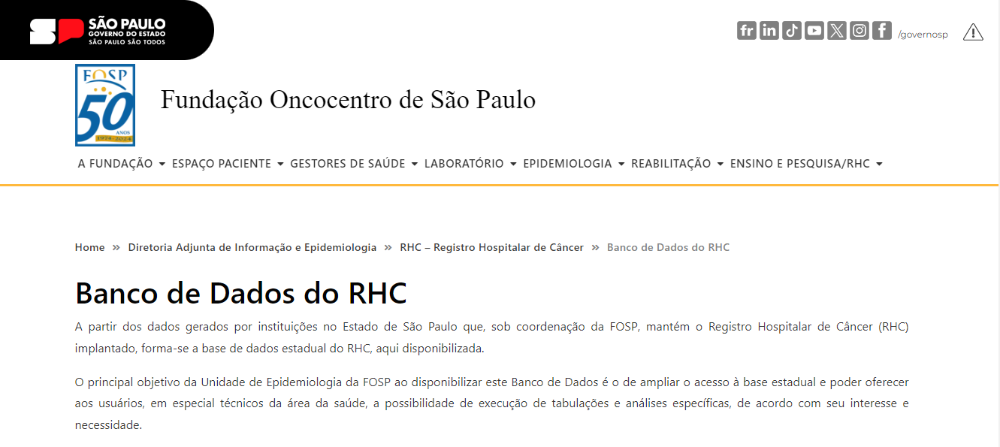 SÃO PAULO
GOVERNO DO ESTADO
SÃO PAULO SÃO TODOS
/governosp
FOSP
50
ANOS
1974-2024
Fundação Oncocentro de São Paulo
A FUNDAÇÃO ESPAÇO PACIENTE GESTORES DE SAÚDE LABORATÓRIO EPIDEMIOLOGIA REABILITAÇÃO ENSINO E PESQUISA/RHC
Home » Diretoria Adjunta de Informação e Epidemiologia » RHC – Registro Hospitalar de Câncer » Banco de Dados do RHC
Banco de Dados do RHC
A partir dos dados gerados por instituições no Estado de São Paulo que, sob coordenação da FOSP, mantém o Registro Hospitalar de Câncer (RHC)
implantado, forma-se a base de dados estadual do RHC, aqui disponibilizada.
O principal objetivo da Unidade de Epidemiologia da FOSP ao disponibilizar este Banco de Dados é o de ampliar o acesso à base estadual e poder oferecer
aos usuários, em especial técnicos da área da saúde, a possibilidade de execução de tabulações e análises específicas, de acordo com seu interesse e
necessidade.